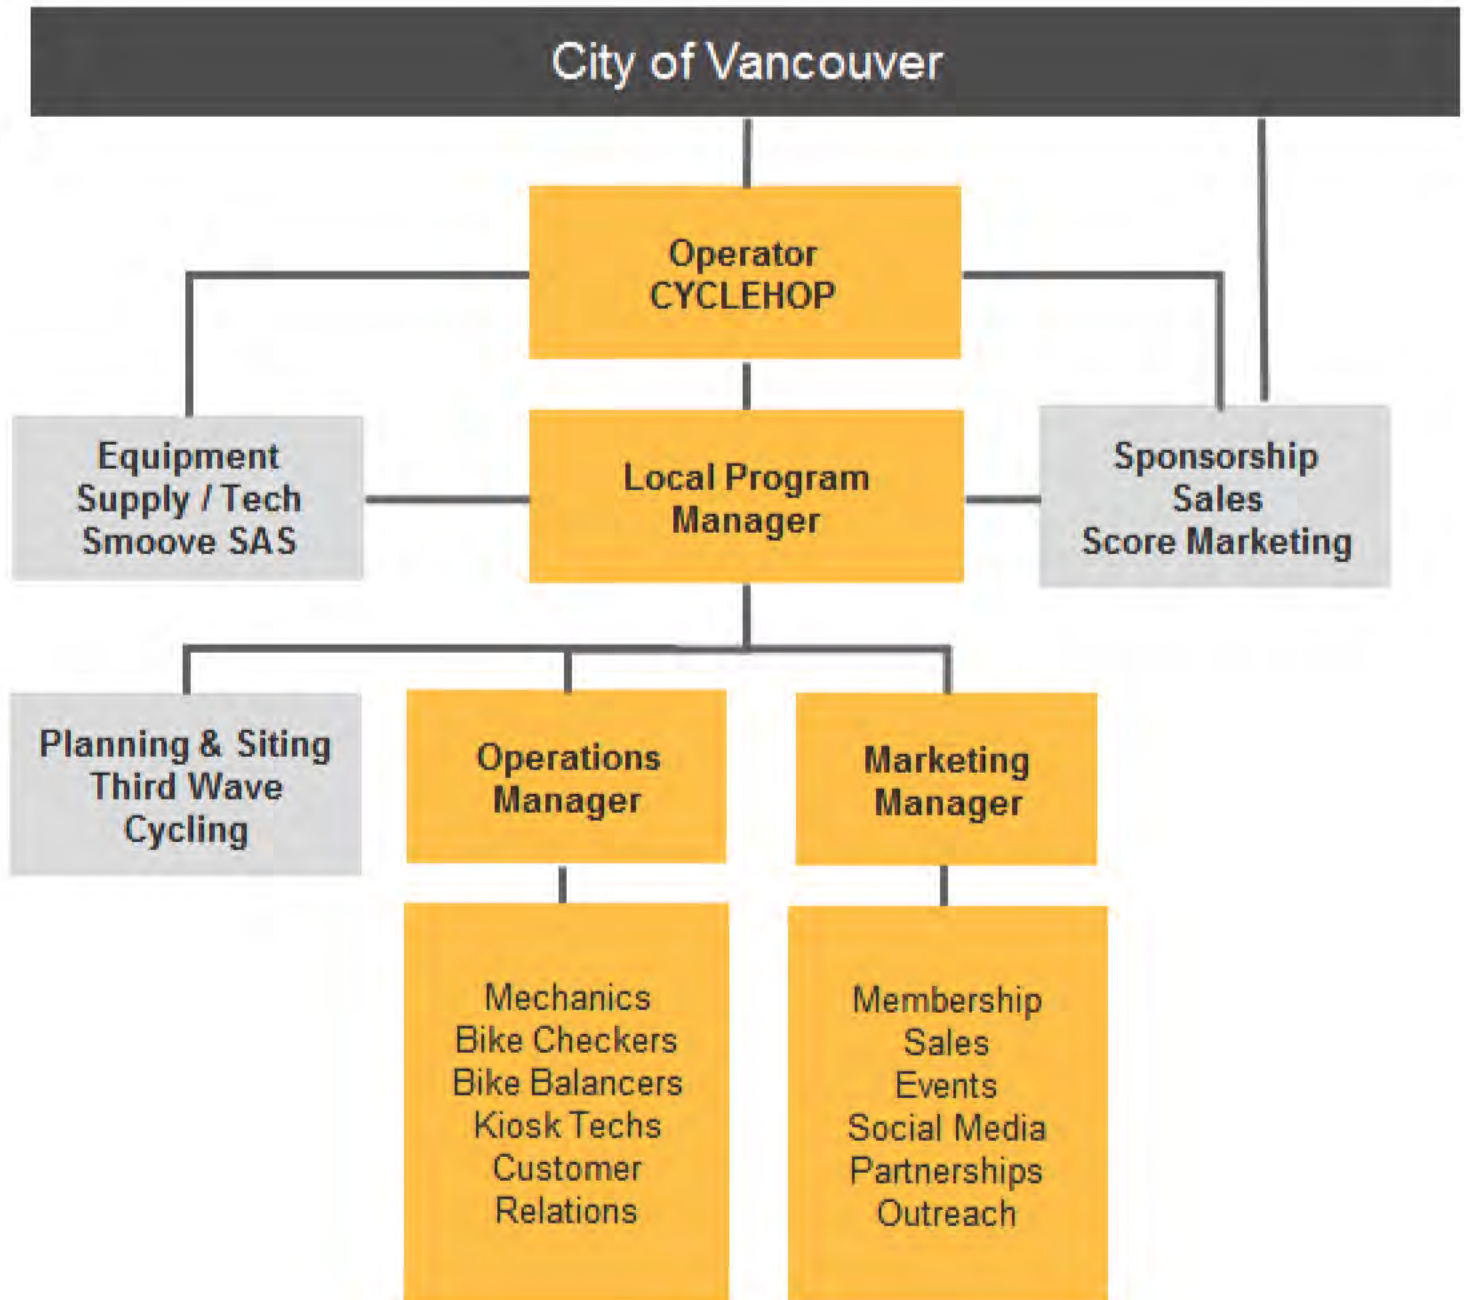 City of Vancouver
Operator
CYCLEHOP
Equipment
Supply / Tech
Smoove SAS
Local Program
Manager
Sponsorship
Sales
Score Marketing
Planning & Siting
Third Wave
Cycling
Operations
Manager
Marketing
Manager
Mechanics
Bike Checkers
Bike Balancers
Kiosk Techs
Customer
Relations
Membership
Sales
Events
Social Media
Partnerships
Outreach